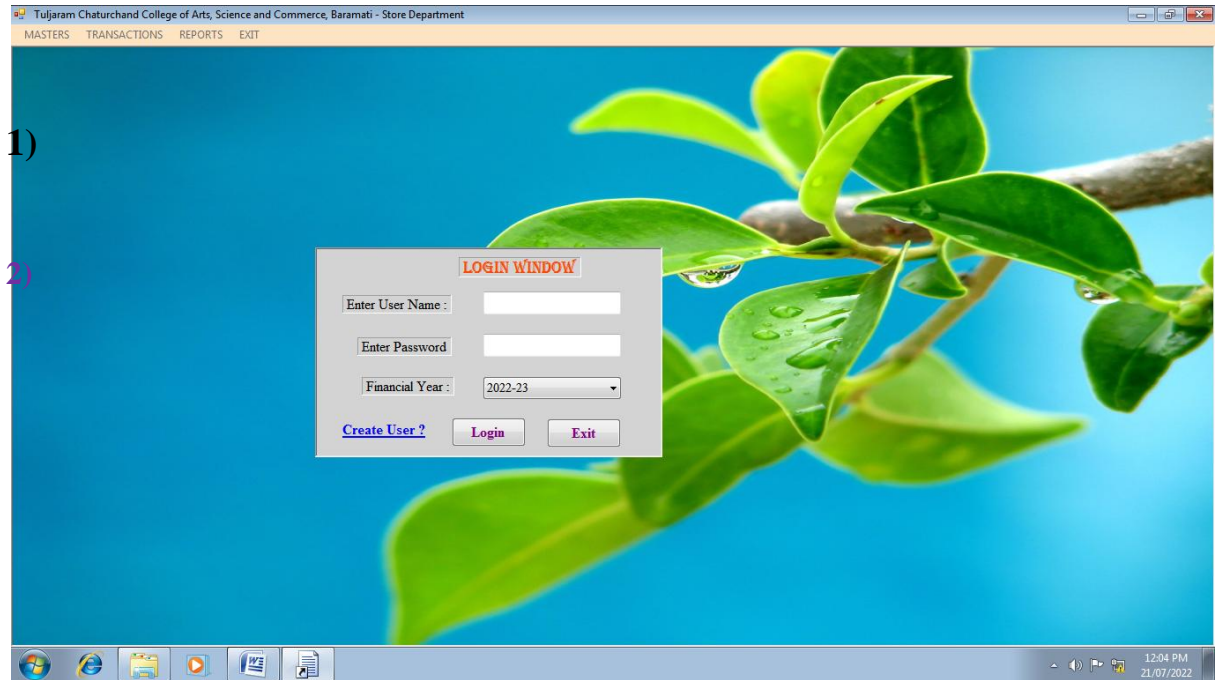 Tuljaram Chaturchand College of Arts, Science and Commerce, Baramati - Store Department
MASTERS TRANSACTIONS REPORTS EXIT
1)
2)
LOGIN WINDOW
Enter User Name :
Enter Password
Financial Year : 2022-23
Create User ? Login Exit
12:04 PM
21/07/2022